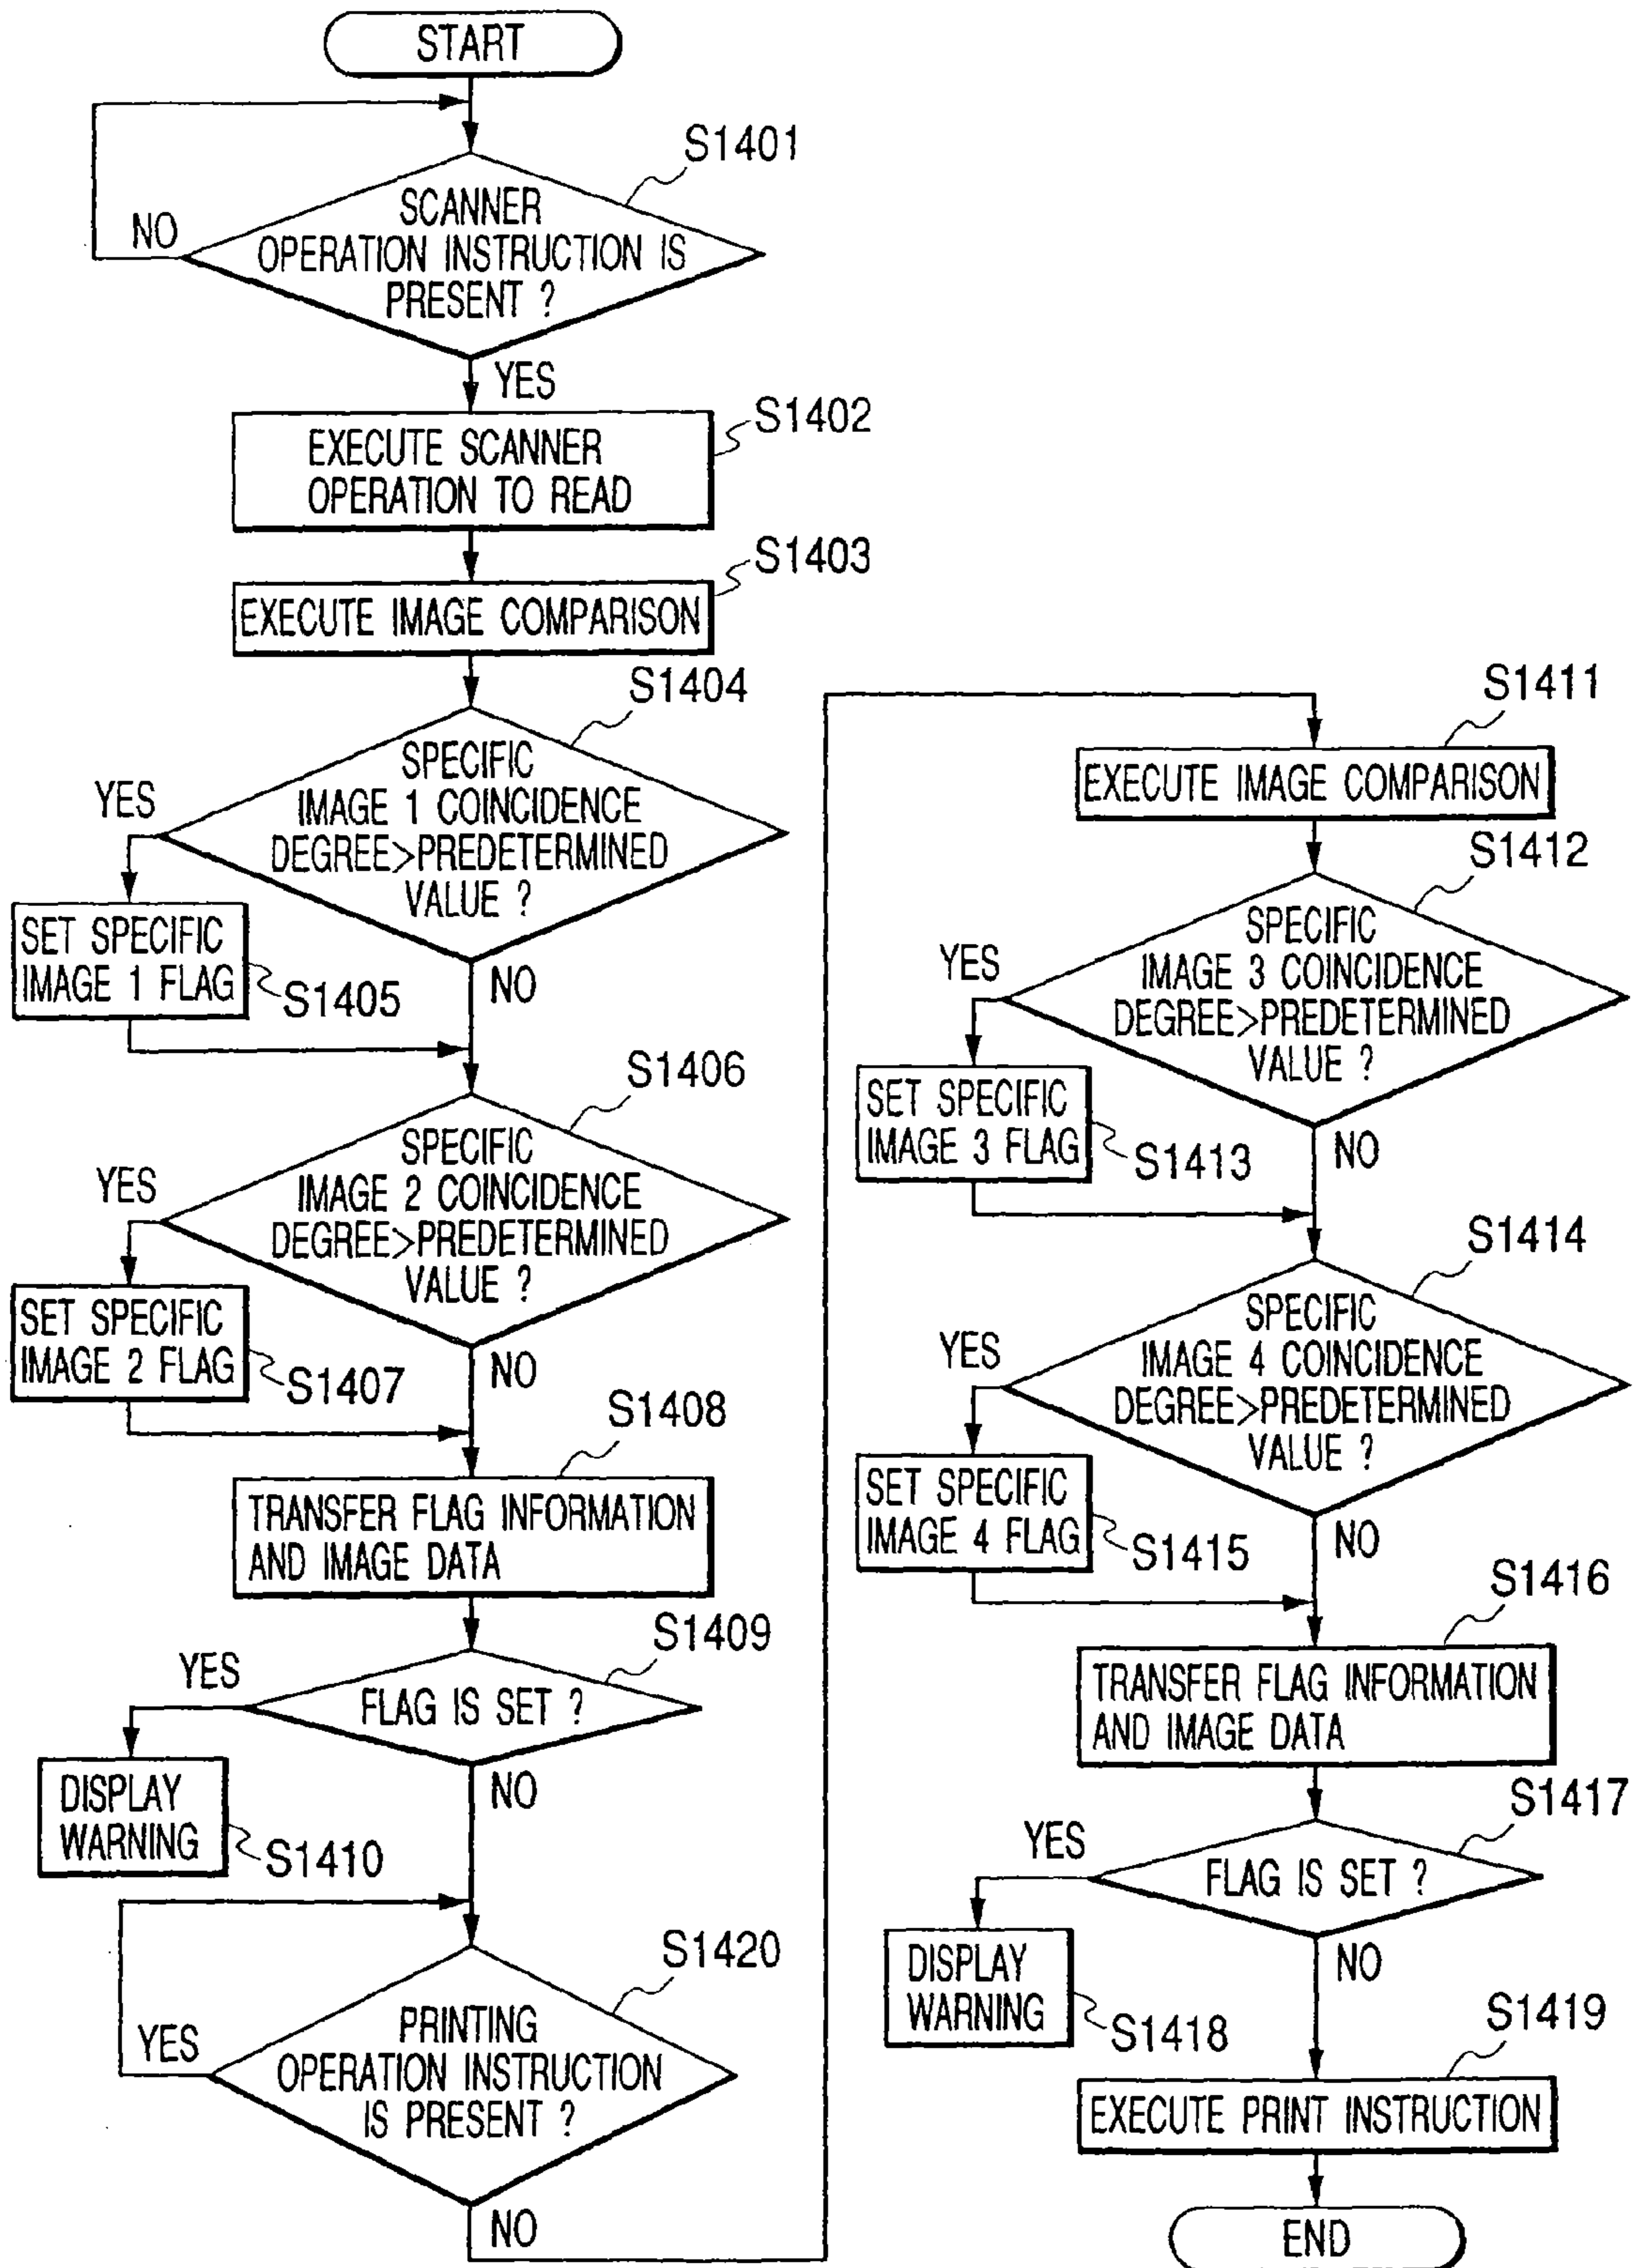 START
S1401
SCANNER
OPERATION INSTRUCTION IS
PRESENT ?
NO
YES
S1402
EXECUTE SCANNER
OPERATION TO READ
S1403
EXECUTE IMAGE COMPARISON
S1404
SPECIFIC
IMAGE 1 COINCIDENCE
DEGREE>PREDETERMINED
VALUE ?
YES
SET SPECIFIC
IMAGE 1 FLAG
S1405
NO
S1406
SPECIFIC
IMAGE 2 COINCIDENCE
DEGREE>PREDETERMINED
VALUE ?
YES
SET SPECIFIC
IMAGE 2 FLAG
S1407
NO
S1408
TRANSFER FLAG INFORMATION
AND IMAGE DATA
S1409
FLAG IS SET ?
YES
DISPLAY
WARNING
S1410
NO
S1420
PRINTING
OPERATION INSTRUCTION
IS PRESENT ?
YES
NO
S1411
EXECUTE IMAGE COMPARISON
S1412
SPECIFIC
IMAGE 3 COINCIDENCE
DEGREE>PREDETERMINED
VALUE ?
YES
SET SPECIFIC
IMAGE 3 FLAG
S1413
NO
S1414
SPECIFIC
IMAGE 4 COINCIDENCE
DEGREE>PREDETERMINED
VALUE ?
YES
SET SPECIFIC
IMAGE 4 FLAG
S1415
NO
S1416
TRANSFER FLAG INFORMATION
AND IMAGE DATA
S1417
FLAG IS SET ?
YES
DISPLAY
WARNING
S1418
NO
S1419
EXECUTE PRINT INSTRUCTION
END